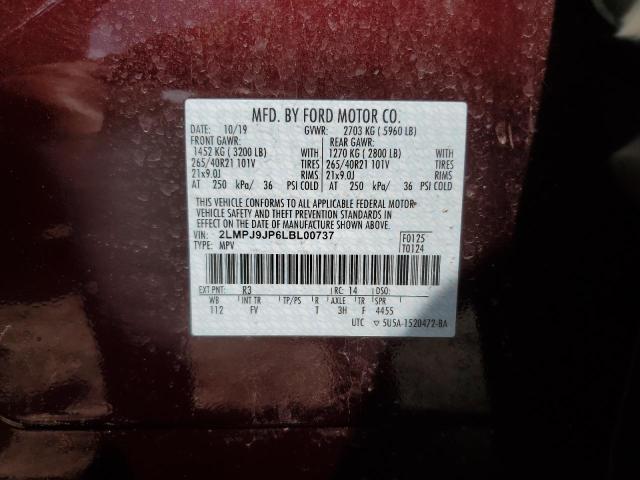 MFD. BY FORD MOTOR CO.
DATE: 10/19 GVWR: 2703 KG ( 5960 LB)
FRONT GAWR: REAR GAWR:
1452 KG ( 3200 LB) 1270 KG ( 2800 LB)
265/40R21 101V TIRES 265/40R21 101V TIRES
21x9.0J RIMS 21x9.0J RIMS
AT 250 kPa/ 36 PSI COLD AT 250 kPa/ 36 PSI COLD
THIS VEHICLE CONFORMS TO ALL APPLICABLE FEDERAL MOTOR
VEHICLE SAFETY AND THEFT PREVENTION STANDARDS IN
EFFECT ON THE DATE OF MANUFACTURE SHOWN ABOVE.
VIN: 2LMPJ9JP6LBL00737 F0125
TYPE: MPV T0124
EXT PNT: R3 RC: 14 DSO:
WB INT TR TP/PS R AXLE TR SPR
112 FV T 3H F 4455
UTC ▽ 5U5A-1520472-BA